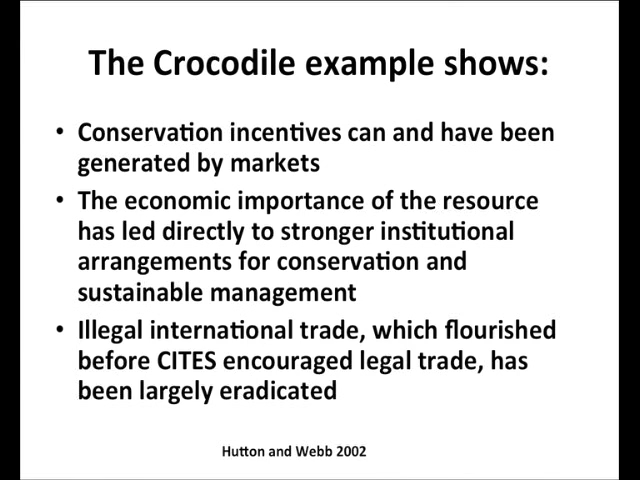 The Crocodile example shows:
• Conservation incentives can and have been
generated by markets
• The economic importance of the resource
has led directly to stronger institutional
arrangements for conservation and
sustainable management
• Illegal international trade, which flourished
before CITES encouraged legal trade, has
been largely eradicated
Hutton and Webb 2002